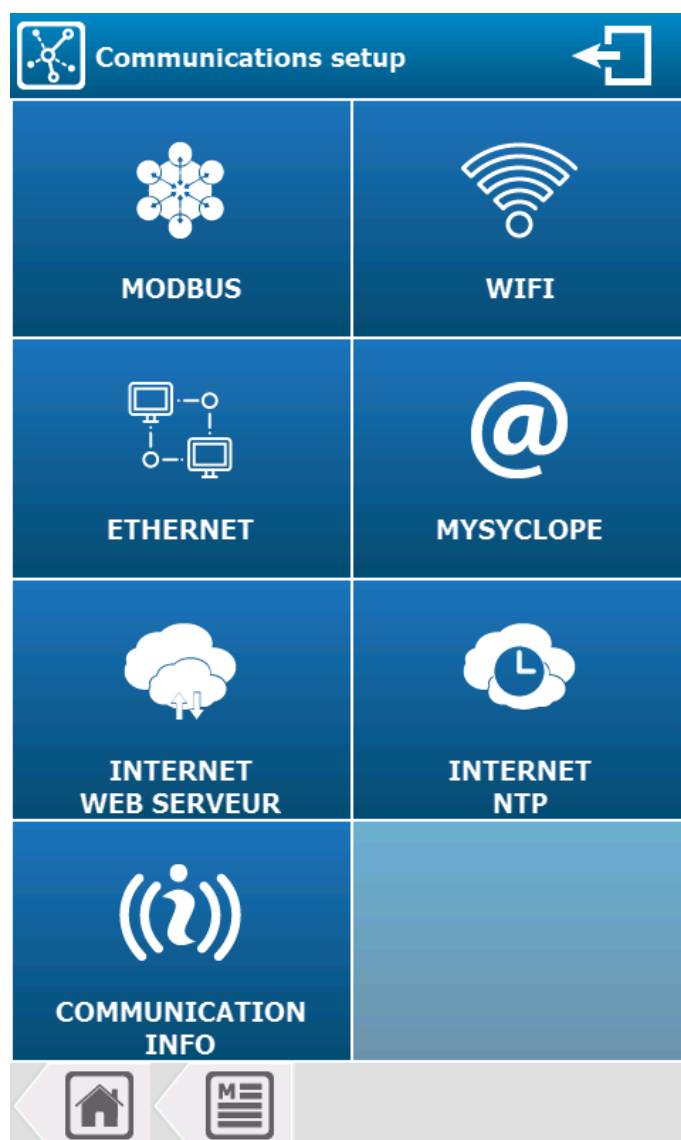 Communications setup
MODBUS
WIFI
ETHERNET
@
MYSYCLOPE
INTERNET
WEB SERVEUR
INTERNET
NTP
COMMUNICATION
INFO
M